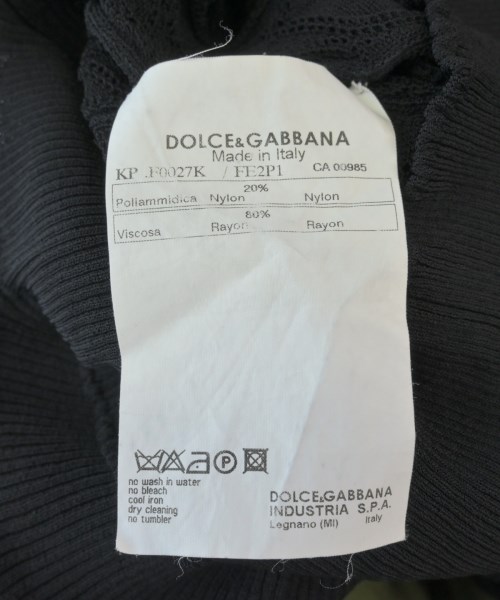 DOLCE&GABBANA
Made in Italy
KP .F0027K / FE2P1 CA 00985
20%
Poliammidica Nylon Nylon
80%
Viscosa Rayon Rayon
P
no wash in water
no bleach
cool iron
dry cleaning
no tumbler
DOLCE&GABBANA
INDUSTRIA S.P.A.
Legnano (MI) Italy